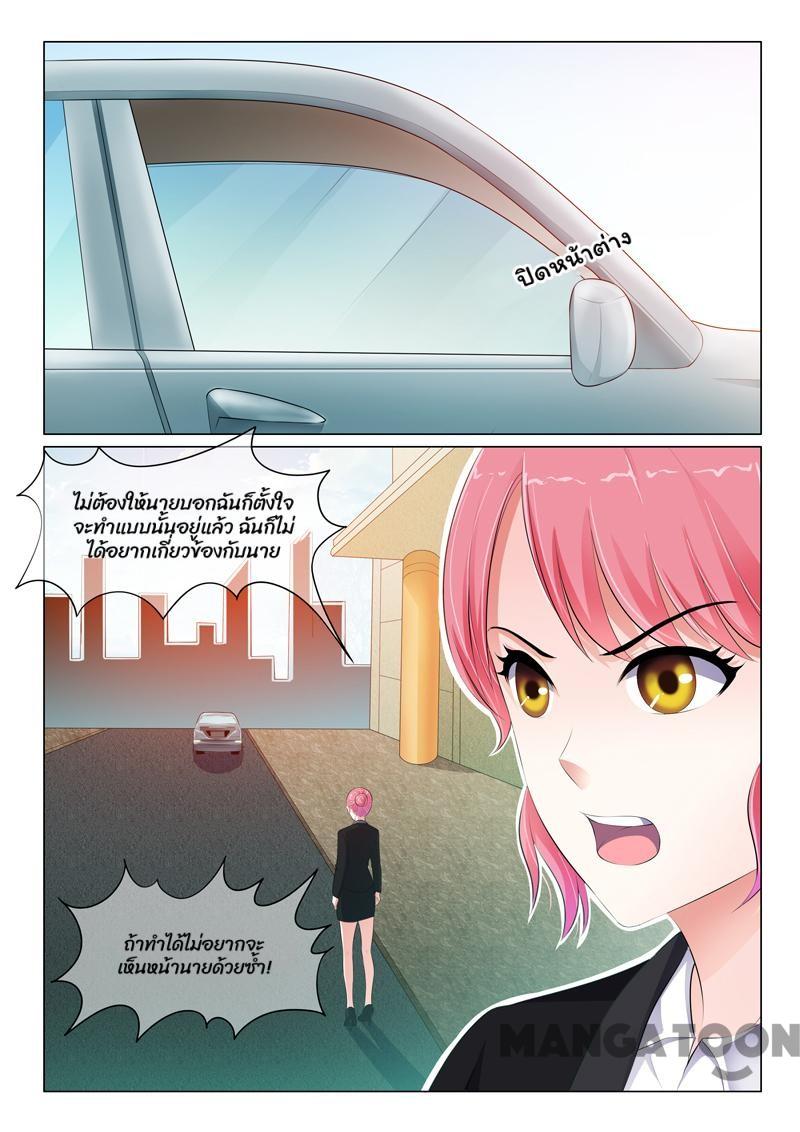 ปิดหน้าต่าง
ไม่ต้องให้นายบอกฉันก็ตั้งใจ
จะทำแบบนั้นอยู่แล้ว ฉันก็ไม่
ได้อยากเกี่ยวข้องกับนาย
ถ้าทำได้ไม่อยากจะ
เห็นหน้านายด้วยซ้ำ!
MANGATOON